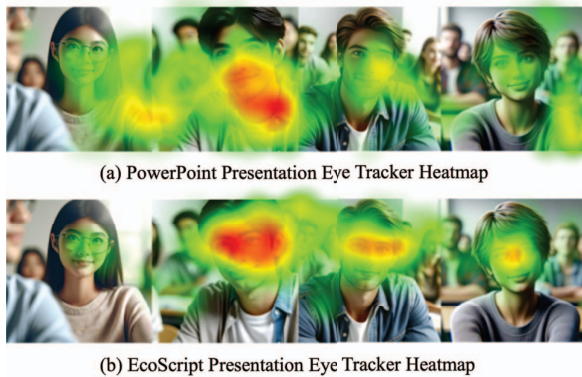 (a) PowerPoint Presentation Eye Tracker Heatmap
(b) EcoScript Presentation Eye Tracker Heatmap